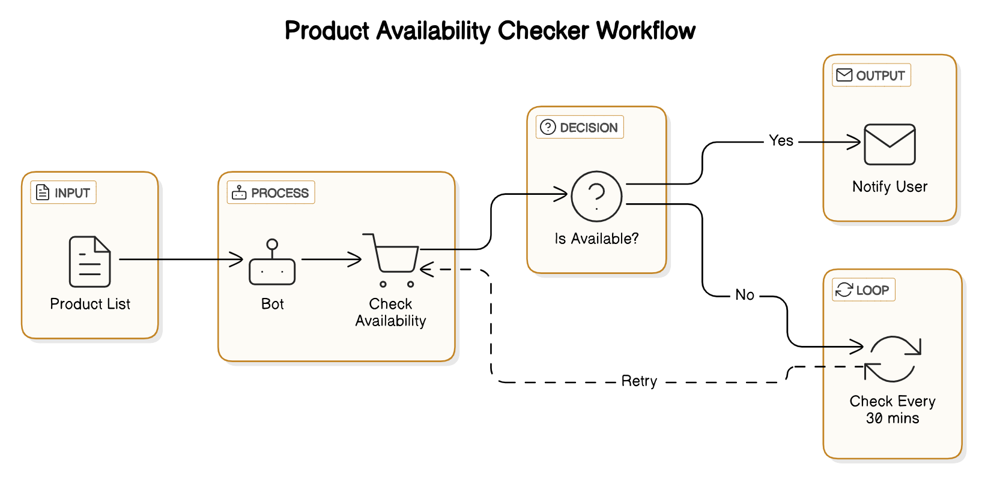 Product Availability Checker Workflow
INPUT
Product List
PROCESS
Bot
Check
Availability
DECISION
Is Available?
Yes
No
OUTPUT
Notify User
LOOP
Check Every
30 mins
Retry